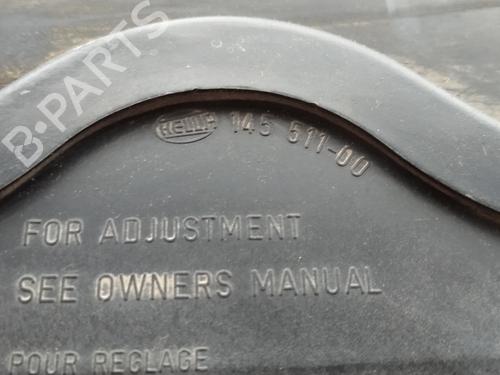 B-PARTS
HELLA 145 511-00
FOR ADJUSTMENT
SEE OWNERS MANUAL
POUR REGLAGE